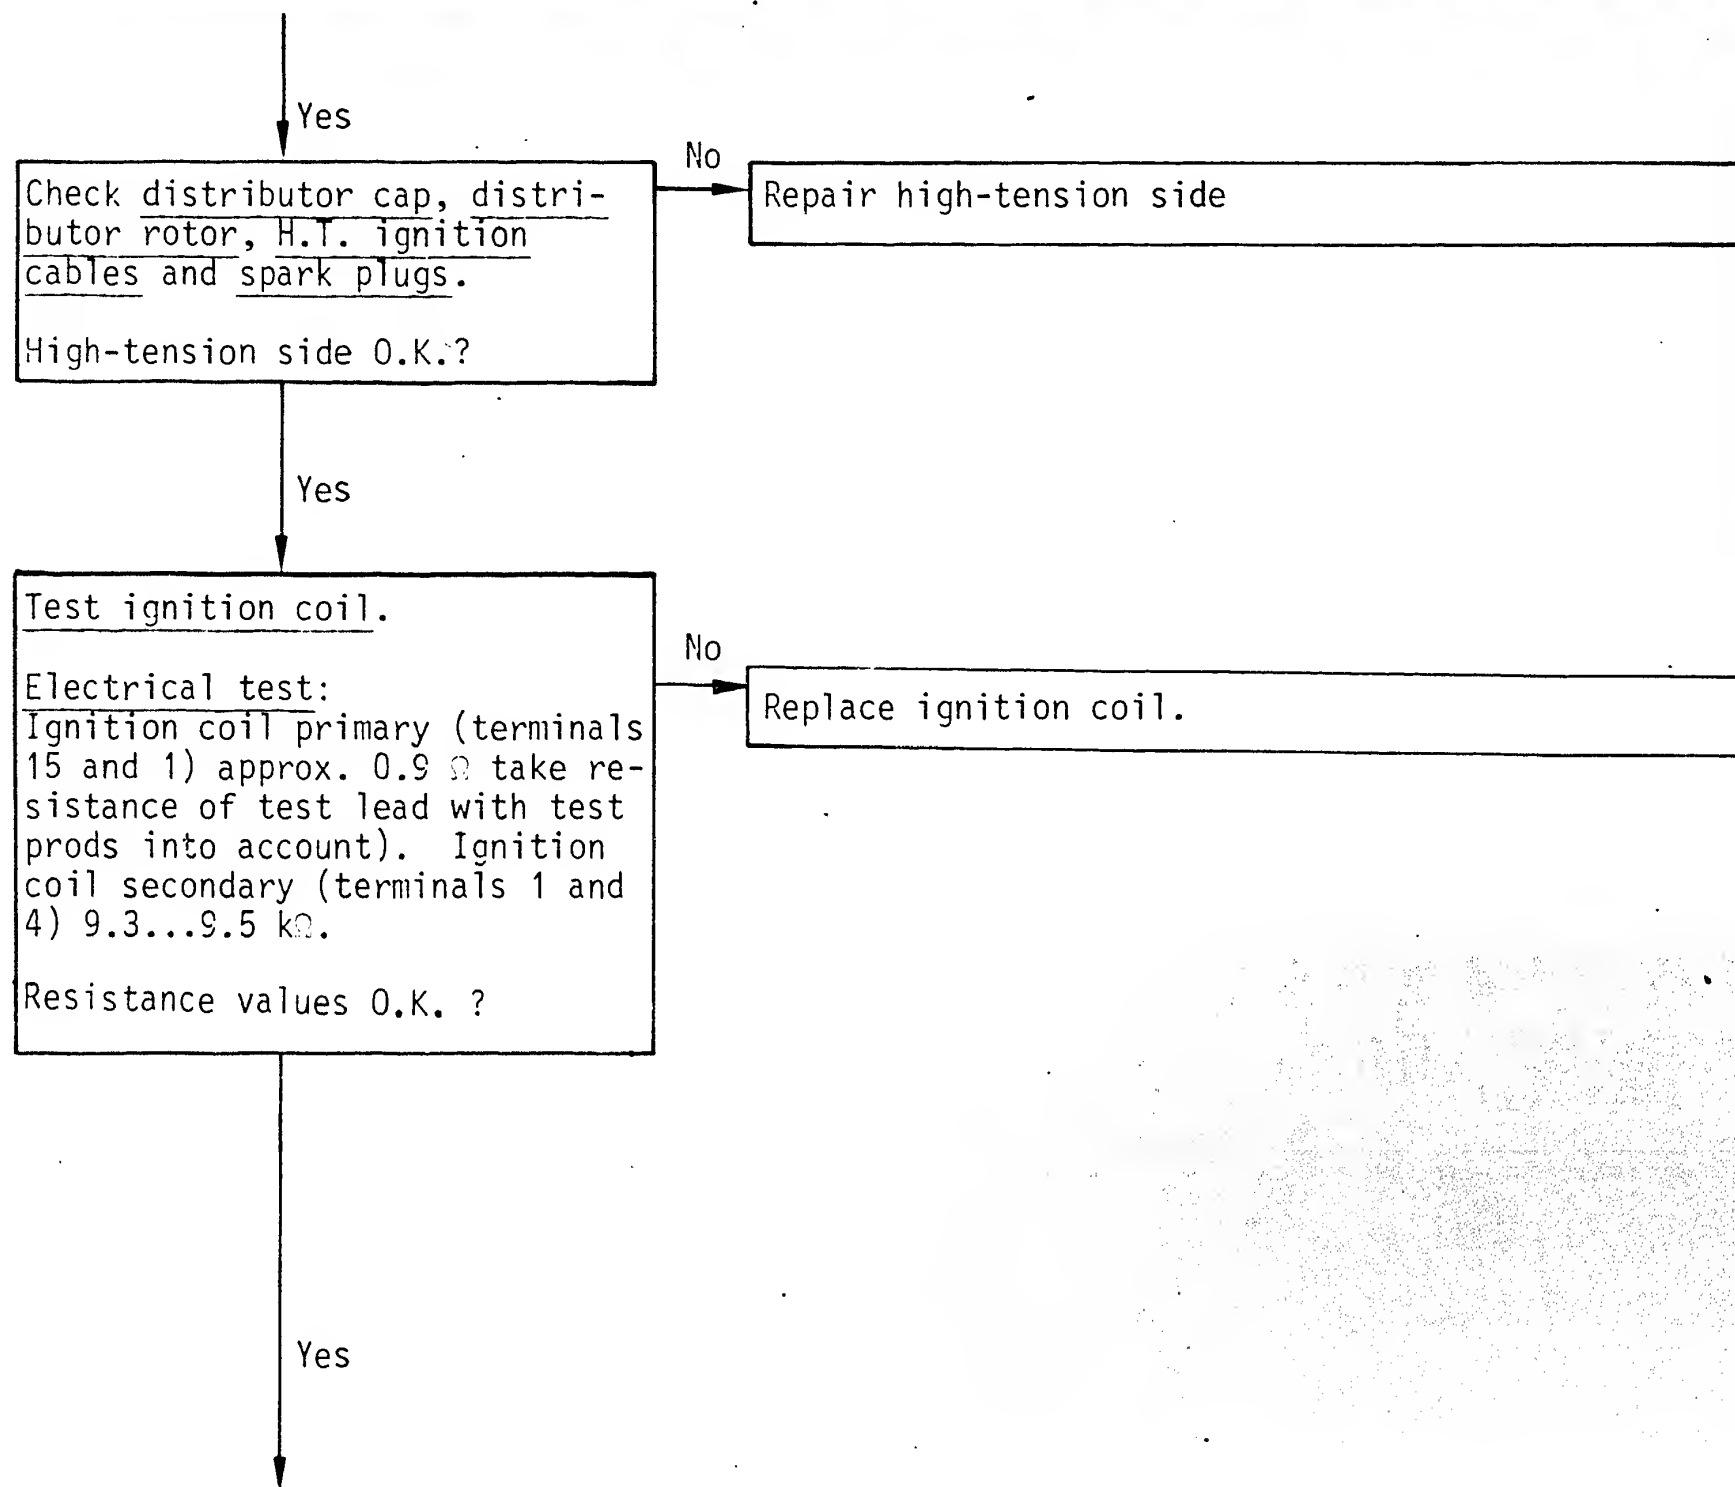 Yes
Check distributor cap, distri-
butor rotor, H.T. ignition
cables and spark plugs.
High-tension side O.K.?
No
Repair high-tension side
Yes
Test ignition coil.
Electrical test:
Ignition coil primary (terminals
15 and 1) approx. 0.9 Ω take re-
sistance of test lead with test
prods into account). Ignition
coil secondary (terminals 1 and
4) 9.3...9.5 kΩ.
Resistance values O.K. ?
No
Replace ignition coil.
Yes